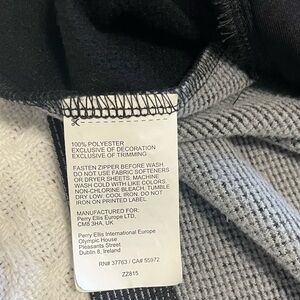 100% POLYESTER
EXCLUSIVE OF DECORATION
EXCLUSIVE OF TRIMMING
FASTEN ZIPPER BEFORE WASH.
DO NOT USE FABRIC SOFTENERS
OR DRYER SHEETS. MACHINE
WASH COLD WITH LIKE COLORS.
NON-CHLORINE BLEACH. TUMBLE
DRY LOW. COOL IRON. DO NOT
IRON ON PRINTED LABEL.
MANUFACTURED FOR:
Perry Ellis Europe LTD,
CM5 3HA, UK
Perry Ellis International Europe
Olympic House
Pleasants Street
Dublin 8, Ireland
RN# 37763 / CA# 55972
ZZ815